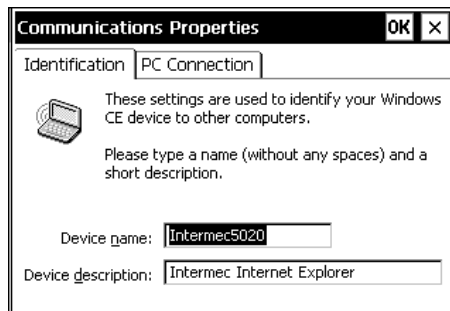 Communications Properties OK ×
Identification PC Connection
These settings are used to identify your Windows
CE device to other computers.
Please type a name (without any spaces) and a
short description.
Device name: Intermec5020
Device description: Intermec Internet Explorer